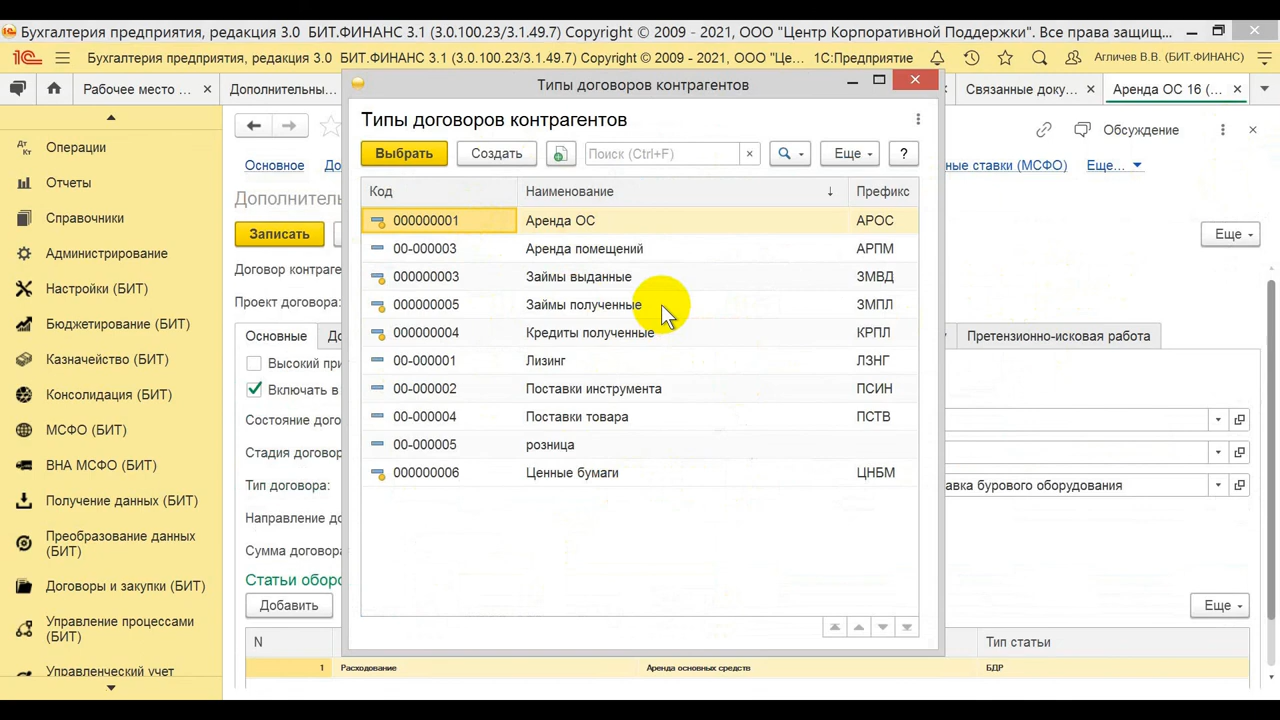 Бухгалтерия предприятия, редакция 3.0 БИТ.ФИНАНС 3.1 (3.0.100.23/3.1.49.7) Copyright © 2009 - 2021, ООО "Центр Корпоративной Поддержки". Все права защищ...
Бухгалтерия предприятия, редакция 3.0 БИТ.ФИНАНС 3.1 (3.0.100.23/3.1.49.7) Copyright © 2009 - 2021, ООО "Це... 1С:Предприятие
Агличев В.В. (БИТ.ФИНАНС)
Рабочее место ... ×
Дополнительны
Связанные доку... ×
Аренда ОС 16 (... ×
Типы договоров контрагентов
Типы договоров контрагентов
Выбрать
Создать
Поиск (Ctrl+F)
Еще
?
Код
Наименование
Префикс
000000001 Аренда ОС АРОС
00-000003 Аренда помещений АРПМ
000000003 Займы выданные ЗМВД
000000005 Займы полученные ЗМПЛ
000000004 Кредиты полученные КРПЛ
00-000001 Лизинг ЛЗНГ
00-000002 Поставки инструмента ПСИН
00-000004 Поставки товара ПСТВ
00-000005 розница
000000006 Ценные бумаги ЦНБМ
Операции
Отчеты
Справочники
Администрирование
Настройки (БИТ)
Бюджетирование (БИТ)
Казначейство (БИТ)
Консолидация (БИТ)
МСФО (БИТ)
ВНА МСФО (БИТ)
Получение данных (БИТ)
Преобразование данных
(БИТ)
Договоры и закупки (БИТ)
Управление процессами
(БИТ)
Управленческий учет
Обсуждение
Основное
До
ные ставки (МСФО)
Еще...
Дополнитель
Записать
Еще
Договор контраге
Проект договора:
Основные
До
Претензионно-исковая работа
Высокий при
Включать в
Состояние дого
Стадия договор
Тип договора:
авка бурового оборудования
Направление до
Сумма договора
Статьи оборо
Добавить
Еще
N
Тип статьи
1 Расходование Аренда основных средств БДР